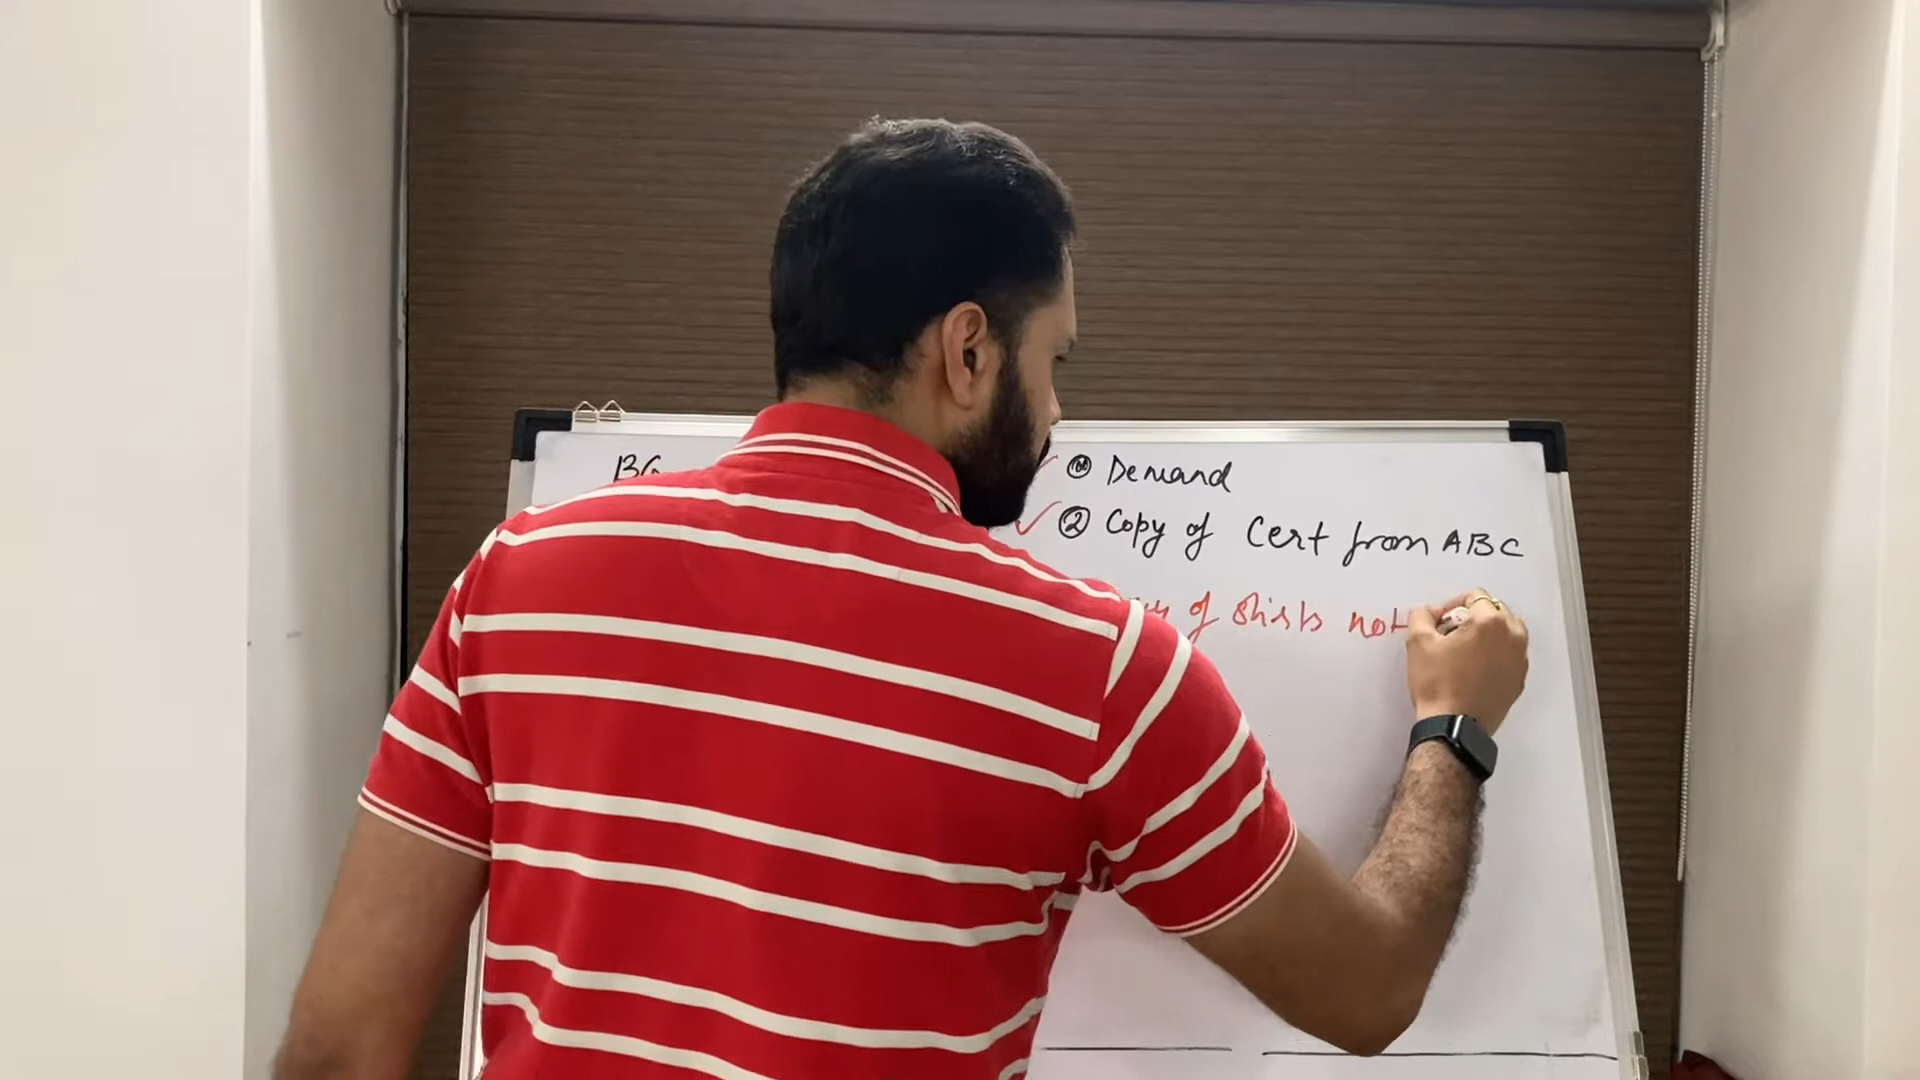 BG
① Demand
② Copy of Cert from ABC
of shirts not